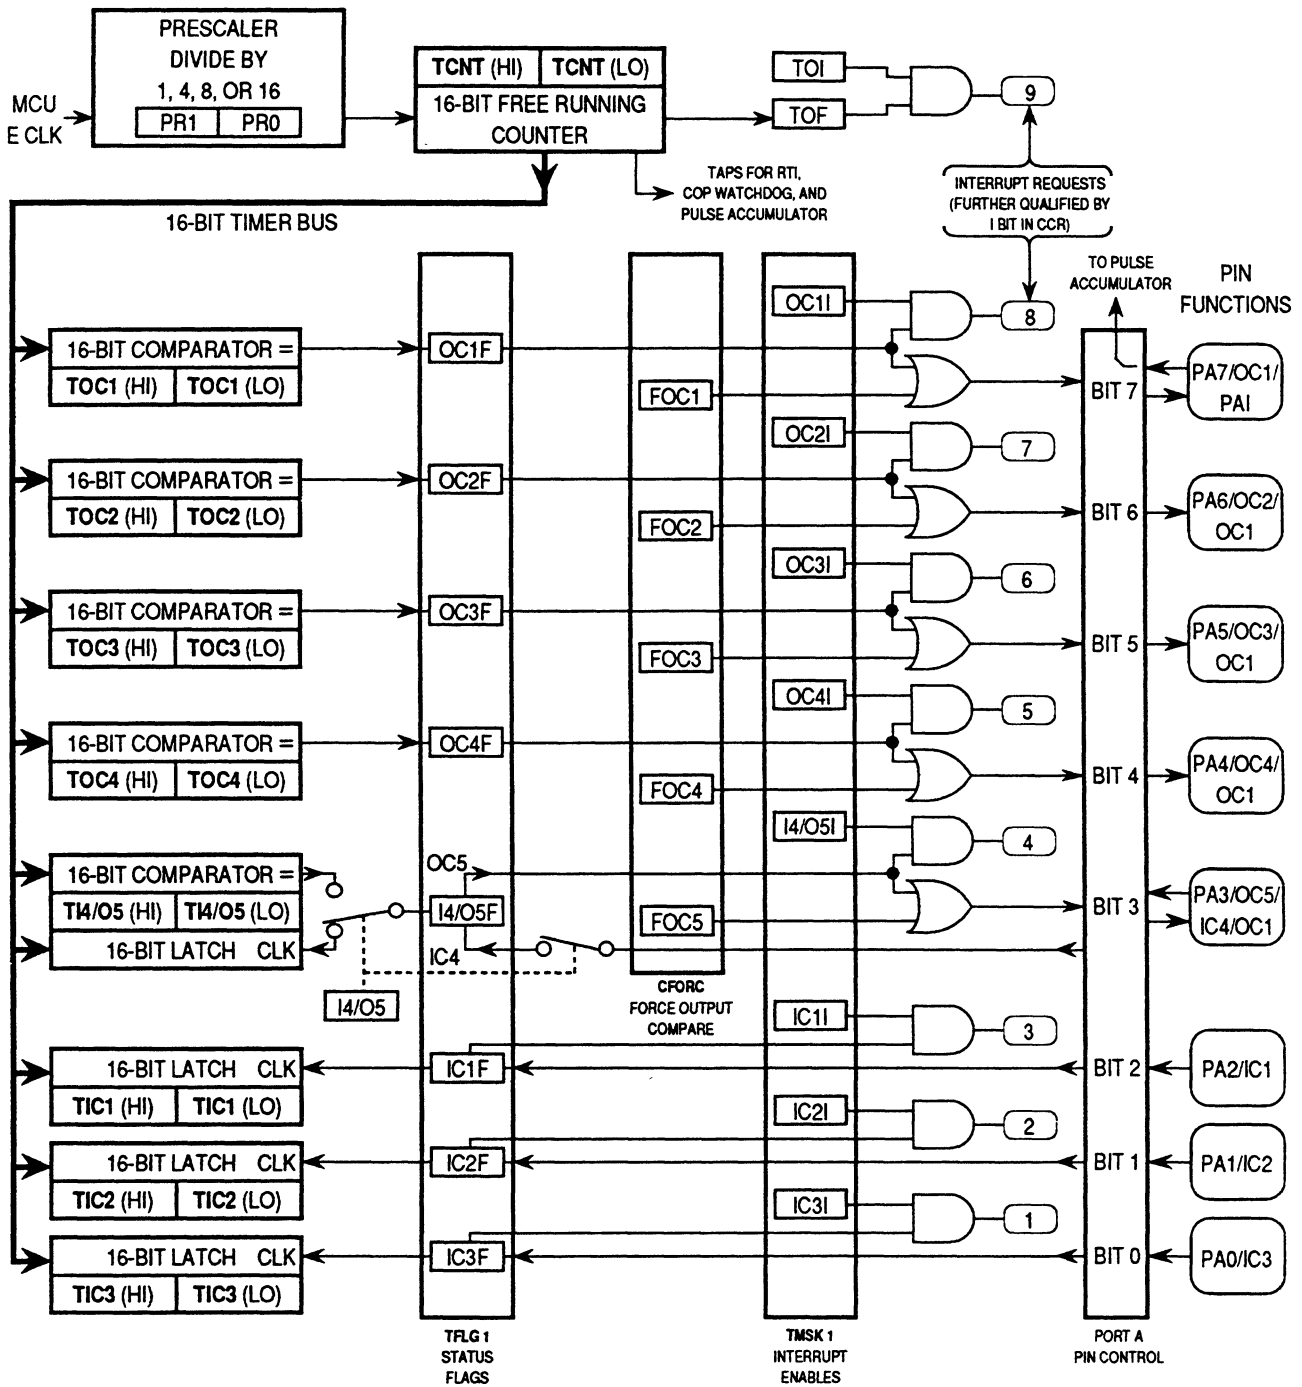 PRESCALER
DIVIDE BY
1, 4, 8, OR 16
PR1 PR0
MCU
E CLK
TCNT (HI) TCNT (LO)
16-BIT FREE RUNNING
COUNTER
TOI
TOF
9
TAPS FOR RTI,
COP WATCHDOG, AND
PULSE ACCUMULATOR
INTERRUPT REQUESTS
(FURTHER QUALIFIED BY
I BIT IN CCR)
16-BIT TIMER BUS
TO PULSE
ACCUMULATOR
PIN
FUNCTIONS
OC1I
8
16-BIT COMPARATOR =
TOC1 (HI) TOC1 (LO)
OC1F
FOC1
BIT 7
PA7/OC1/
PAI
OC2I
7
16-BIT COMPARATOR =
TOC2 (HI) TOC2 (LO)
OC2F
FOC2
BIT 6
PA6/OC2/
OC1
OC3I
6
16-BIT COMPARATOR =
TOC3 (HI) TOC3 (LO)
OC3F
FOC3
BIT 5
PA5/OC3/
OC1
OC4I
5
16-BIT COMPARATOR =
TOC4 (HI) TOC4 (LO)
OC4F
FOC4
BIT 4
PA4/OC4/
OC1
I4/O5I
4
16-BIT COMPARATOR =
TI4/O5 (HI) TI4/O5 (LO)
16-BIT LATCH CLK
OC5
I4/O5F
IC4
I4/O5
FOC5
BIT 3
PA3/OC5/
IC4/OC1
CFORC
FORCE OUTPUT
COMPARE
IC1I
3
16-BIT LATCH CLK
TIC1 (HI) TIC1 (LO)
IC1F
BIT 2
PA2/IC1
IC2I
2
16-BIT LATCH CLK
TIC2 (HI) TIC2 (LO)
IC2F
BIT 1
PA1/IC2
IC3I
1
16-BIT LATCH CLK
TIC3 (HI) TIC3 (LO)
IC3F
BIT 0
PA0/IC3
TFLG 1
STATUS
FLAGS
TMSK 1
INTERRUPT
ENABLES
PORT A
PIN CONTROL